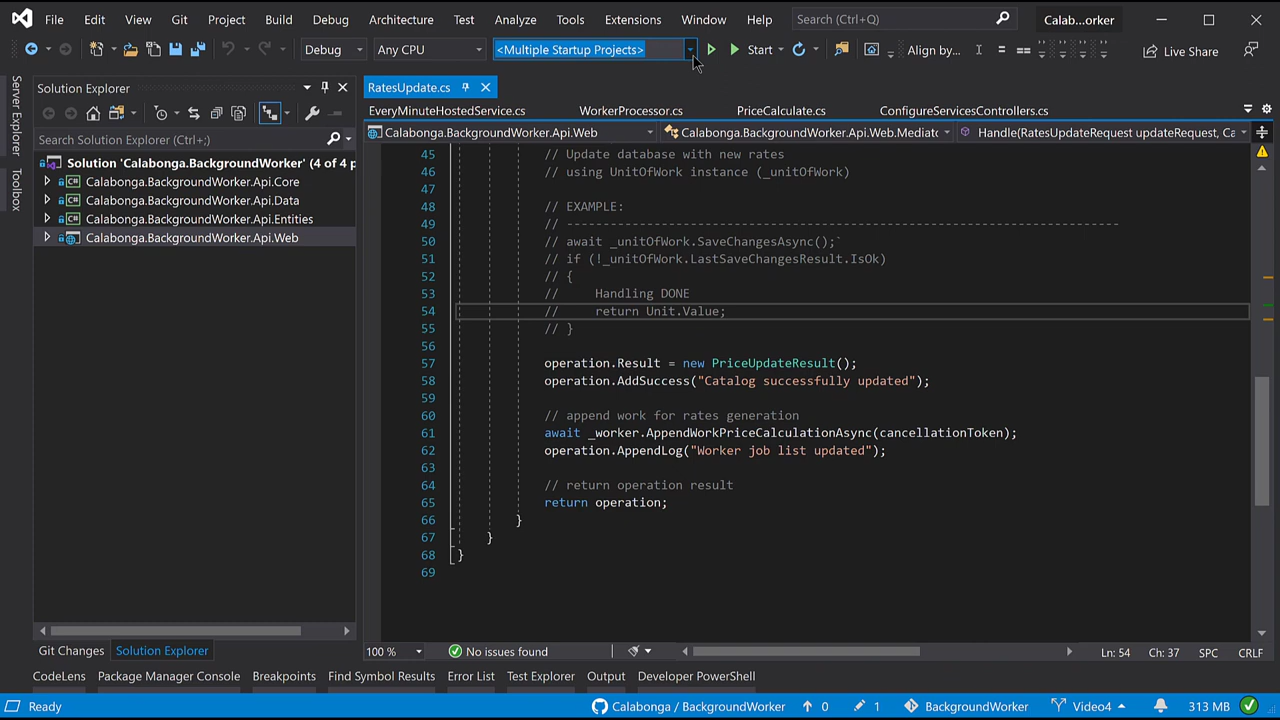 File Edit View Git Project Build Debug Architecture Test Analyze Tools Extensions Window Help Search (Ctrl+Q) Calab...orker
Debug Any CPU <Multiple Startup Projects> Start Align by... Live Share
Server Explorer
Toolbox
Solution Explorer
Search Solution Explorer (Ctrl+;)
Solution 'Calabonga.BackgroundWorker' (4 of 4 p
Calabonga.BackgroundWorker.Api.Core
Calabonga.BackgroundWorker.Api.Data
Calabonga.BackgroundWorker.Api.Entities
Calabonga.BackgroundWorker.Api.Web
Git Changes Solution Explorer
RatesUpdate.cs
EveryMinuteHostedService.cs WorkerProcessor.cs PriceCalculate.cs ConfigureServicesControllers.cs
Calabonga.BackgroundWorker.Api.Web Calabonga.BackgroundWorker.Api.Web.Mediato Handle(RatesUpdateRequest updateRequest, Ca
45 // Update database with new rates
46 // using UnitOfWork instance (_unitOfWork)
47
48 // EXAMPLE:
49 // ----------------------------------------------------------------------------
50 // await _unitOfWork.SaveChangesAsync();`
51 // if (!_unitOfWork.LastSaveChangesResult.IsOk)
52 // {
53 //     Handling DONE
54 //     return Unit.Value;
55 // }
56
57 operation.Result = new PriceUpdateResult();
58 operation.AddSuccess("Catalog successfully updated");
59
60 // append work for rates generation
61 await _worker.AppendWorkPriceCalculationAsync(cancellationToken);
62 operation.AppendLog("Worker job list updated");
63
64 // return operation result
65 return operation;
66 }
67 }
68 }
69
100 % No issues found Ln: 54 Ch: 37 SPC CRLF
CodeLens Package Manager Console Breakpoints Find Symbol Results Error List Test Explorer Output Developer PowerShell
Ready Calabonga / BackgroundWorker 0 1 BackgroundWorker Video4 313 MB